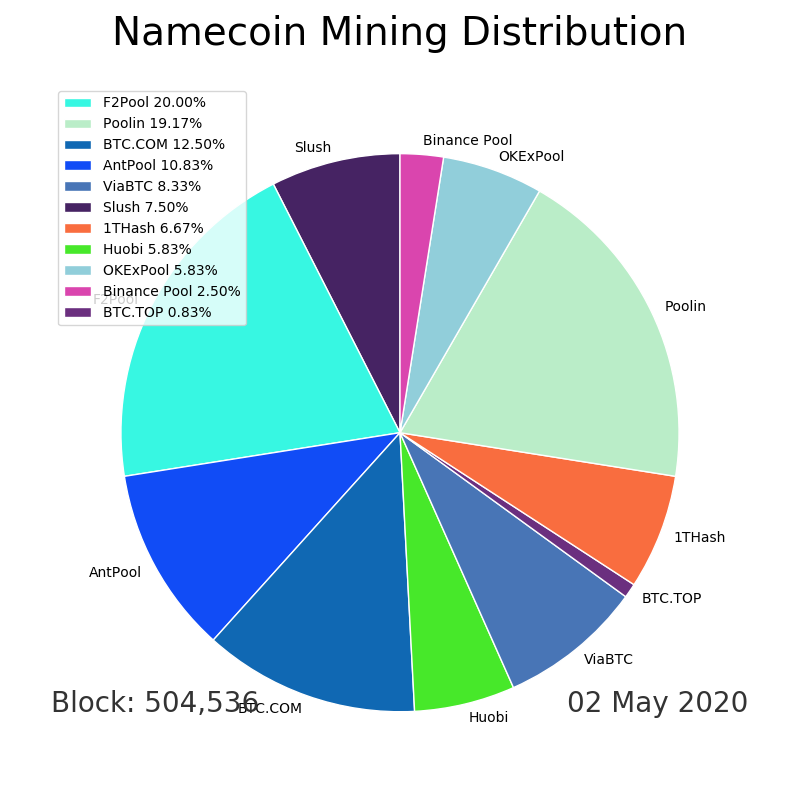 Namecoin Mining Distribution
F2Pool 20.00%
Poolin 19.17%
BTC.COM 12.50%
AntPool 10.83%
ViaBTC 8.33%
Slush 7.50%
1THash 6.67%
Huobi 5.83%
OKExPool 5.83%
Binance Pool 2.50%
BTC.TOP 0.83%
Slush
Binance Pool
OKExPool
F2Pool
Poolin
1THash
AntPool
BTC.TOP
ViaBTC
Block: 504,536
BTC.COM
Huobi
02 May 2020